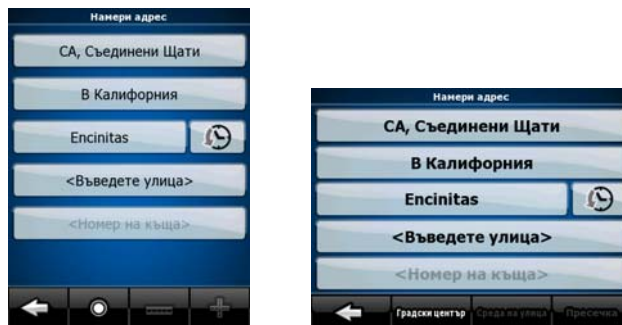 Намери адрес
СА, Съединени Щати
В Калифорния
Encinitas
<Въведете улица>
<Номер на къща>
Намери адрес
СА, Съединени Щати
В Калифорния
Encinitas
<Въведете улица>
<Номер на къща>
Градски център Среда на улица Пресечка